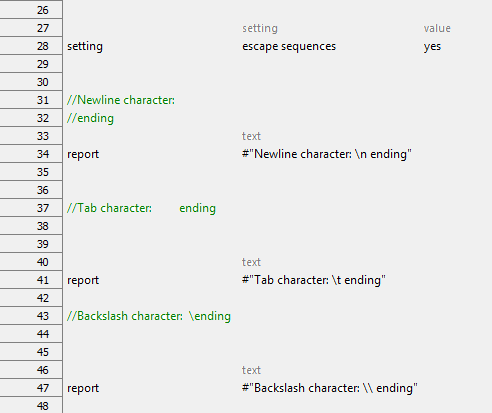 26
27 setting value
28 setting escape sequences yes
29
30
31 //Newline character:
32 //ending
33 text
34 report #"Newline character: \n ending"
35
36
37 //Tab character: ending
38
39
40 text
41 report #"Tab character: \t ending"
42
43 //Backslash character: \ending
44
45
46 text
47 report #"Backslash character: \\ ending"
48